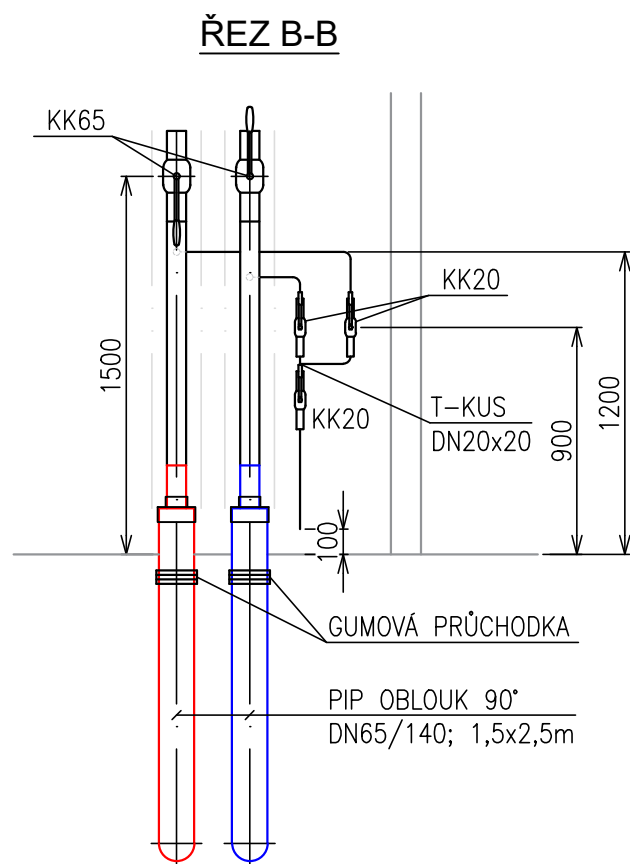 ŘEZ B-B
KK65
KK20
1500
KK20
T-KUS
DN20x20
900
1200
100
GUMOVÁ PRŮCHODKA
PIP OBLOUK 90°
DN65/140; 1,5x2,5m